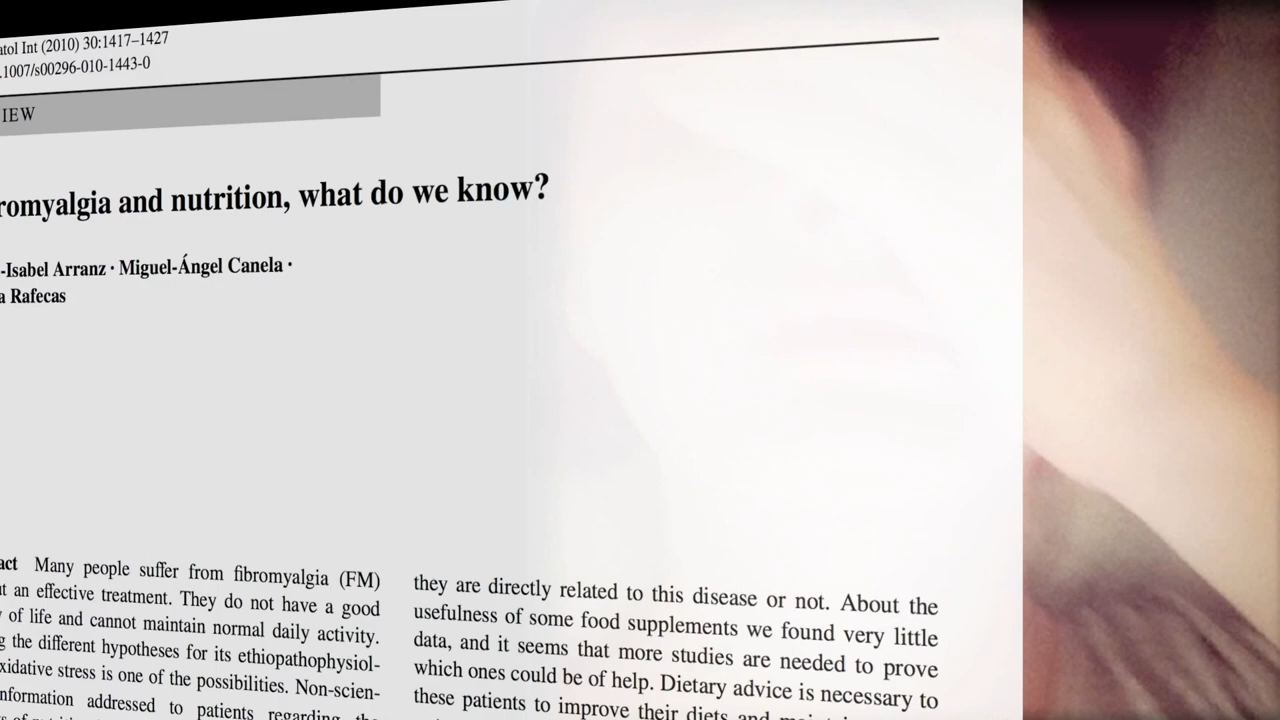 atol Int (2010) 30:1417–1427
.1007/s00296-010-1443-0
IEW
romyalgia and nutrition, what do we know?
-Isabel Arranz · Miguel-Ángel Canela ·
a Rafecas
act Many people suffer from fibromyalgia (FM)
ut an effective treatment. They do not have a good
y of life and cannot maintain normal daily activity.
g the different hypotheses for its ethiopathophysiol-
xidative stress is one of the possibilities. Non-scien-
nformation addressed to patients regarding the
they are directly related to this disease or not. About the
usefulness of some food supplements we found very little
data, and it seems that more studies are needed to prove
which ones could be of help. Dietary advice is necessary to
these patients to improve their diets and